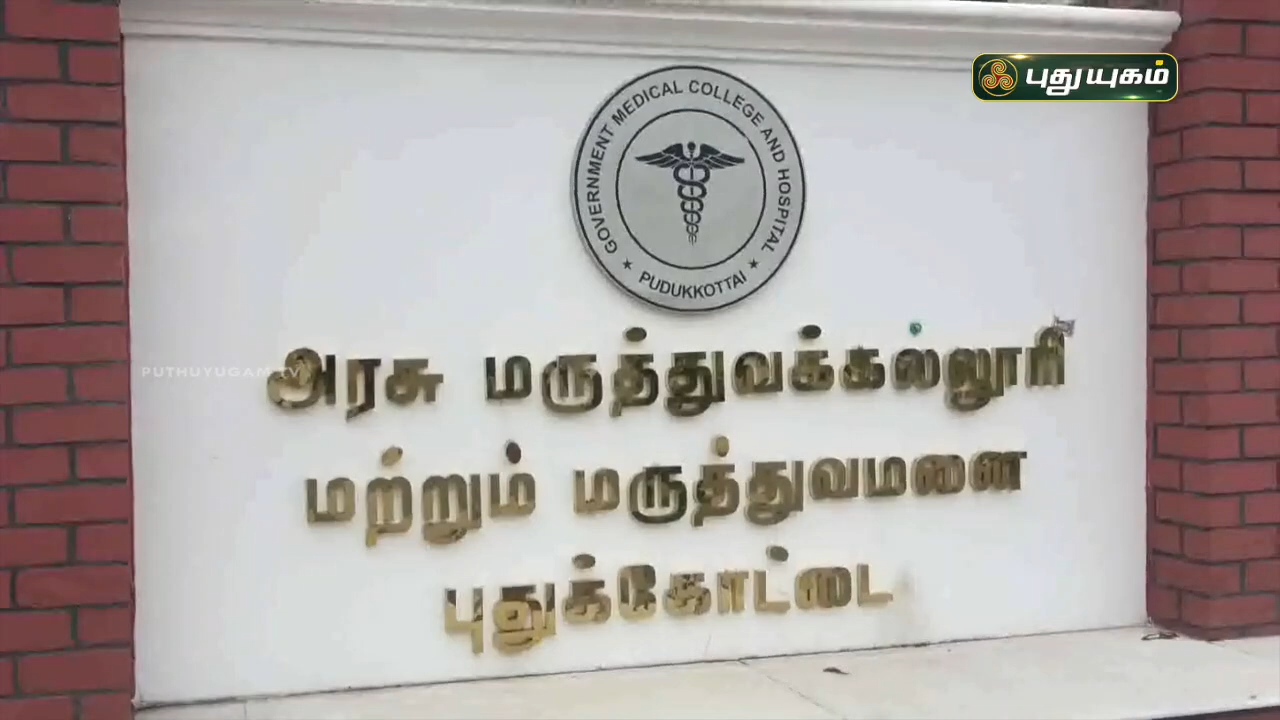 புதுயுகம்
GOVERNMENT MEDICAL COLLEGE AND HOSPITAL
★ PUDUKKOTTAI ★
அரசு மருத்துவக்கல்லூரி
PUTHUYUGAM TV
மற்றும் மருத்துவமனை
புதுக்கோட்டை